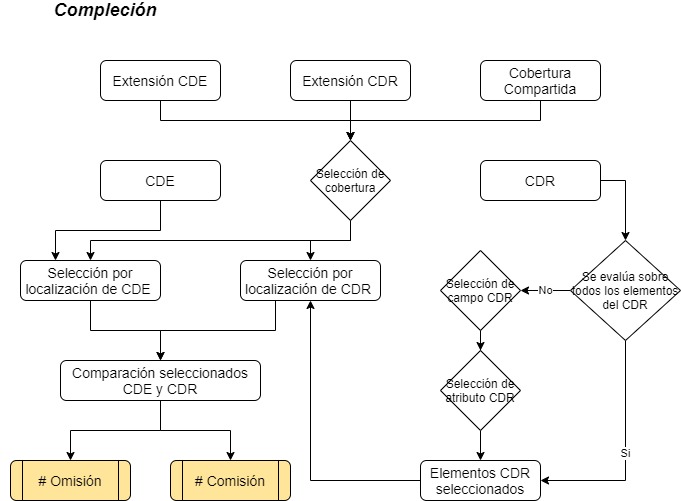 Compleción
Extensión CDE
Extensión CDR
Cobertura
Compartida
Selección de
cobertura
CDE
CDR
Selección por
localización de CDE
Selección por
localización de CDR
Selección de
campo CDR
No
Se evalúa sobre
todos los elementos
del CDR
Comparación seleccionados
CDE y CDR
Selección de
atributo CDR
Si
# Omisión
# Comisión
Elementos CDR
seleccionados